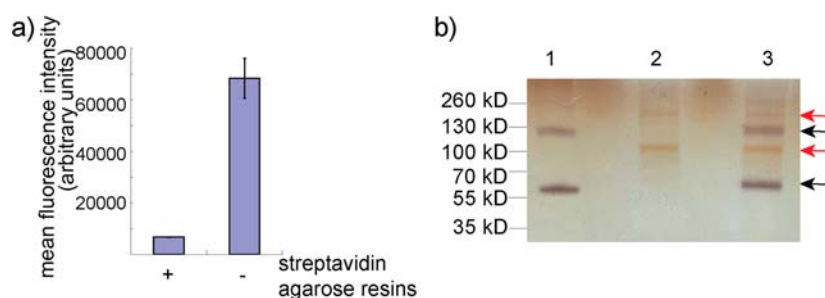 a)
mean fluorescence intensity
(arbitrary units)
80000
60000
40000
20000
+ -
streptavidin
agarose resins
b)
1 2 3
260 kD
130 kD
100 kD
70 kD
55 kD
35 kD